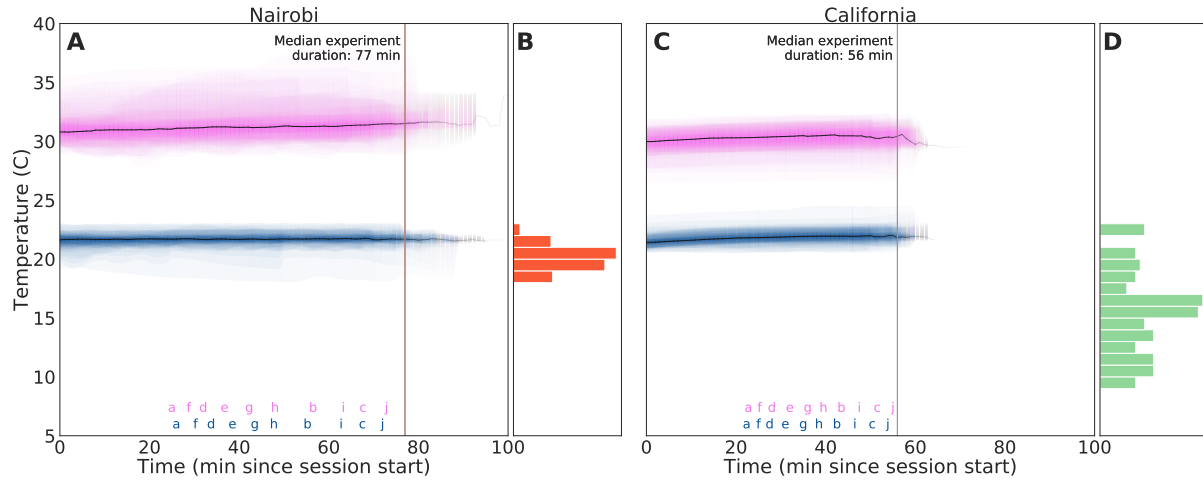 Nairobi
California
40
35
30
25
20
15
10
5
Temperature (C)
A
Median experiment
duration: 77 min
B
C
Median experiment
duration: 56 min
D
a f d e g h b i c j
a f d e g h b i c j
a f d e g h b i c j
a f d e g h b i c j
0 20 40 60 80 100
0 20 40 60 80 100
Time (min since session start)
Time (min since session start)